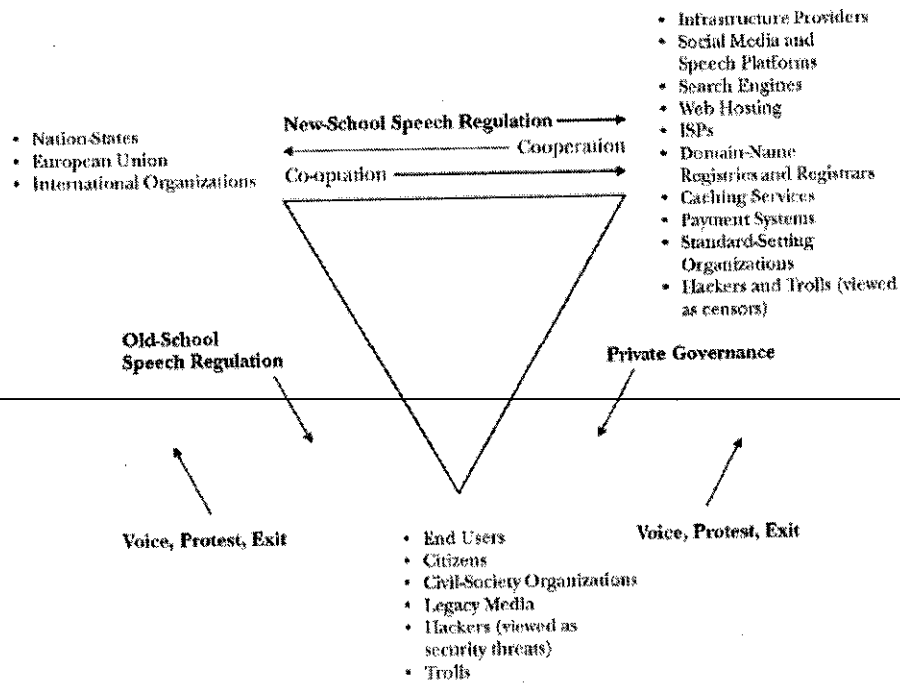 • Infrastructure Providers
• Social Media and
Speech Platforms
• Search Engines
• Web Hosting
• ISPs
• Domain-Name
Registries and Registrars
• Caching Services
• Payment Systems
• Standard-Setting
Organizations
• Hackers and Trolls (viewed
as censors)
New-School Speech Regulation
Cooperation
Co-optation
• Nation-States
• European Union
• International Organizations
Old-School
Speech Regulation
Private Governance
Voice, Protest, Exit
Voice, Protest, Exit
• End Users
• Citizens
• Civil-Society Organizations
• Legacy Media
• Hackers (viewed as
security threats)
• Trolls